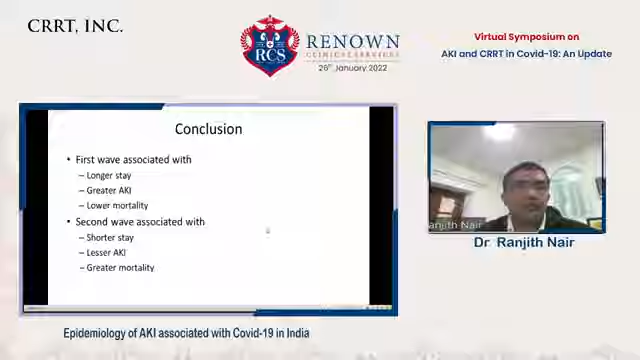 CRRT, INC.
RCS
RENOWN
CLINICAL SERVICES
26th January 2022
Virtual Symposium on
AKI and CRRT in Covid-19: An Update
Conclusion
• First wave associated with
– Longer stay
– Greater AKI
– Lower mortality
• Second wave associated with
– Shorter stay
– Lesser AKI
– Greater mortality
anjith Nair
Dr Ranjith Nair
Epidemiology of AKI associated with Covid-19 in India